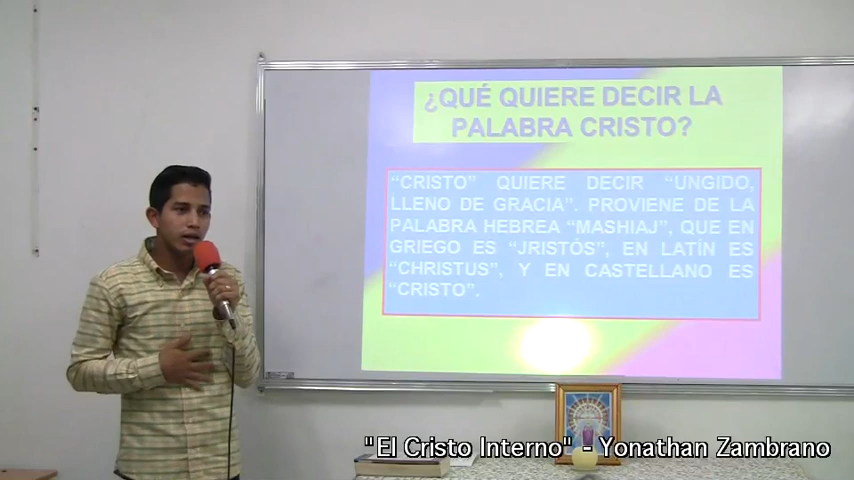 ¿QUÉ QUIERE DECIR LA
PALABRA CRISTO?
“CRISTO” QUIERE DECIR “UNGIDO,
LLENO DE GRACIA”. PROVIENE DE LA
PALABRA HEBREA “MASHIAJ”, QUE EN
GRIEGO ES “JRISTÓS”, EN LATÍN ES
“CHRISTUS”, Y EN CASTELLANO ES
“CRISTO”.
"El Cristo Interno" - Yonathan Zambrano